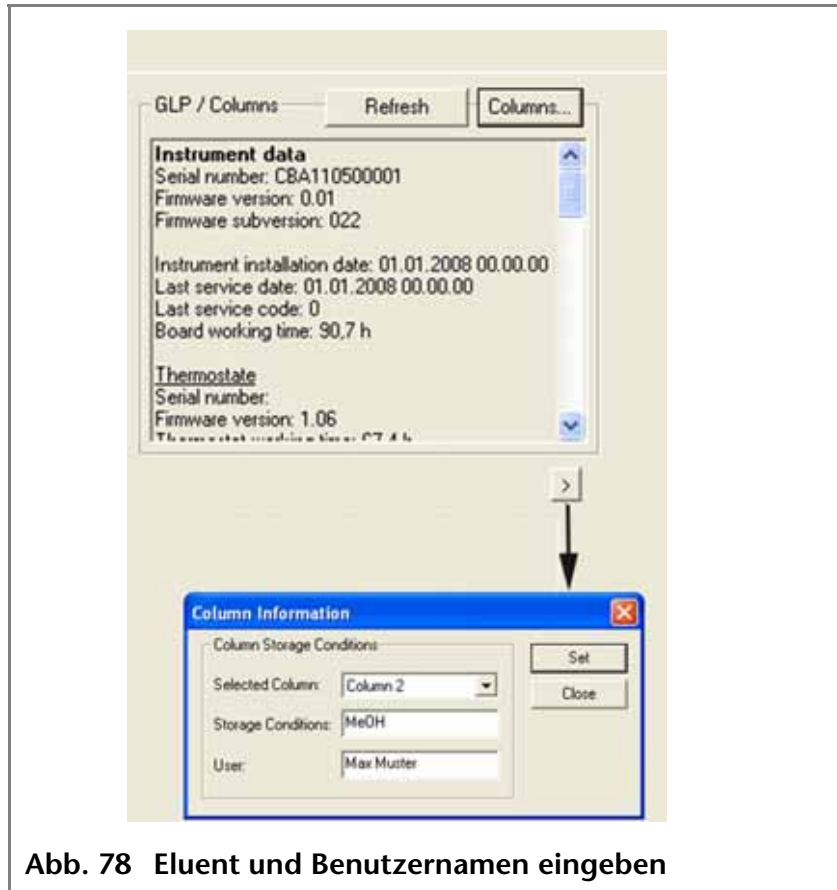 GLP / Columns
Refresh
Columns...
Instrument data
Serial number: CBA110500001
Firmware version: 0.01
Firmware subversion: 022
Instrument installation date: 01.01.2008 00.00.00
Last service date: 01.01.2008 00.00.00
Last service code: 0
Board working time: 90,7 h
Thermostate
Serial number:
Firmware version: 1.06
>
Column Information
Column Storage Conditions
Selected Column: Column 2
Storage Conditions: MeOH
User: Max Muster
Set
Close
Abb. 78 Eluent und Benutzernamen eingeben